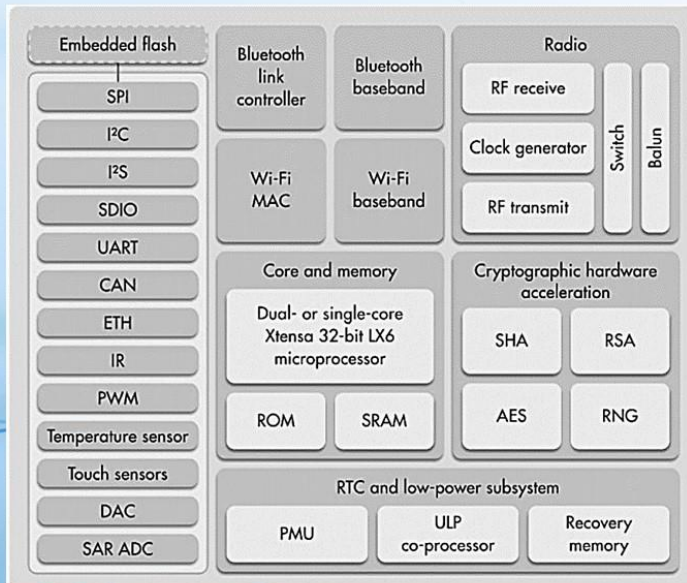 Embedded flash
SPI
I²C
I²S
SDIO
UART
CAN
ETH
IR
PWM
Temperature sensor
Touch sensors
DAC
SAR ADC
Bluetooth
link
controller
Bluetooth
baseband
Wi-Fi
MAC
Wi-Fi
baseband
Radio
RF receive
Clock generator
RF transmit
Switch
Balun
Core and memory
Dual- or single-core
Xtensa 32-bit LX6
microprocessor
ROM
SRAM
Cryptographic hardware
acceleration
SHA
RSA
AES
RNG
RTC and low-power subsystem
PMU
ULP
co-processor
Recovery
memory